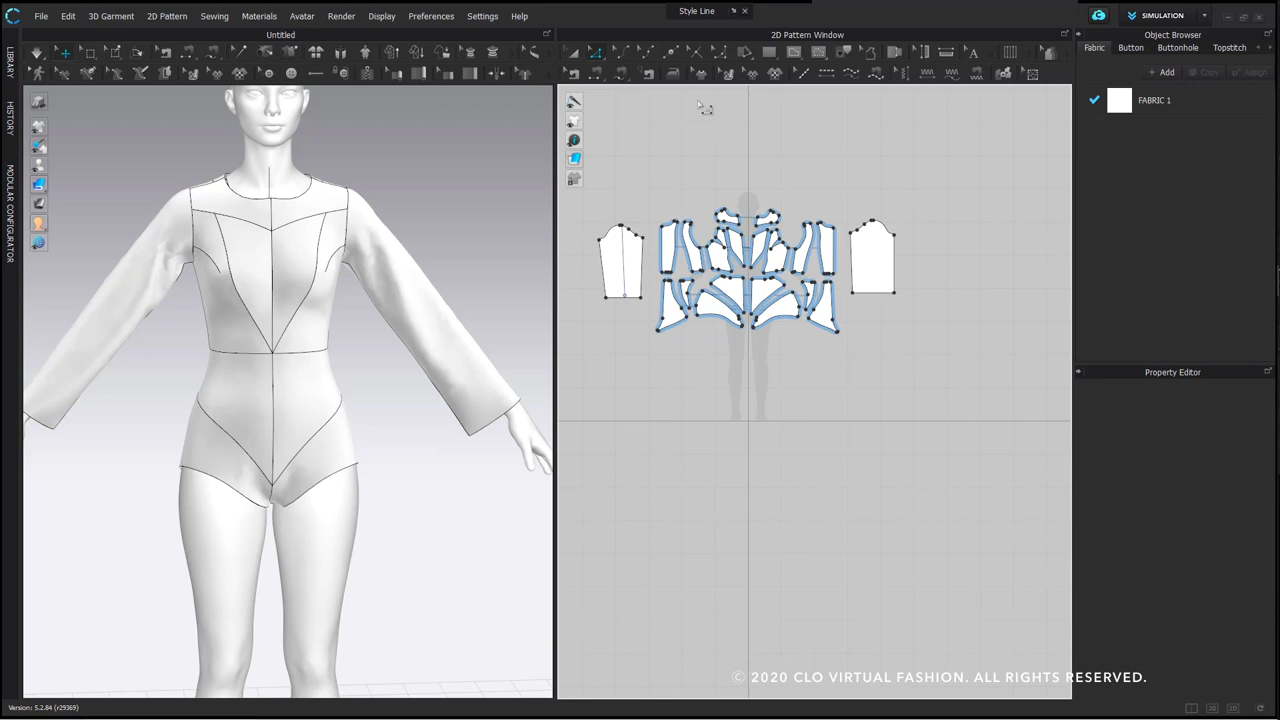 Style Line
File Edit 3D Garment 2D Pattern Sewing Materials Avatar Render Display Preferences Settings Help
SIMULATION
Untitled
2D Pattern Window
Object Browser
Fabric Button Buttonhole Topstitch
+ Add Copy Assign
FABRIC 1
LIBRARY
HISTORY
MODULAR CONFIGURATOR
Property Editor
© 2020 CLO VIRTUAL FASHION. ALL RIGHTS RESERVED.
Version: 5.2.84 (r29369)